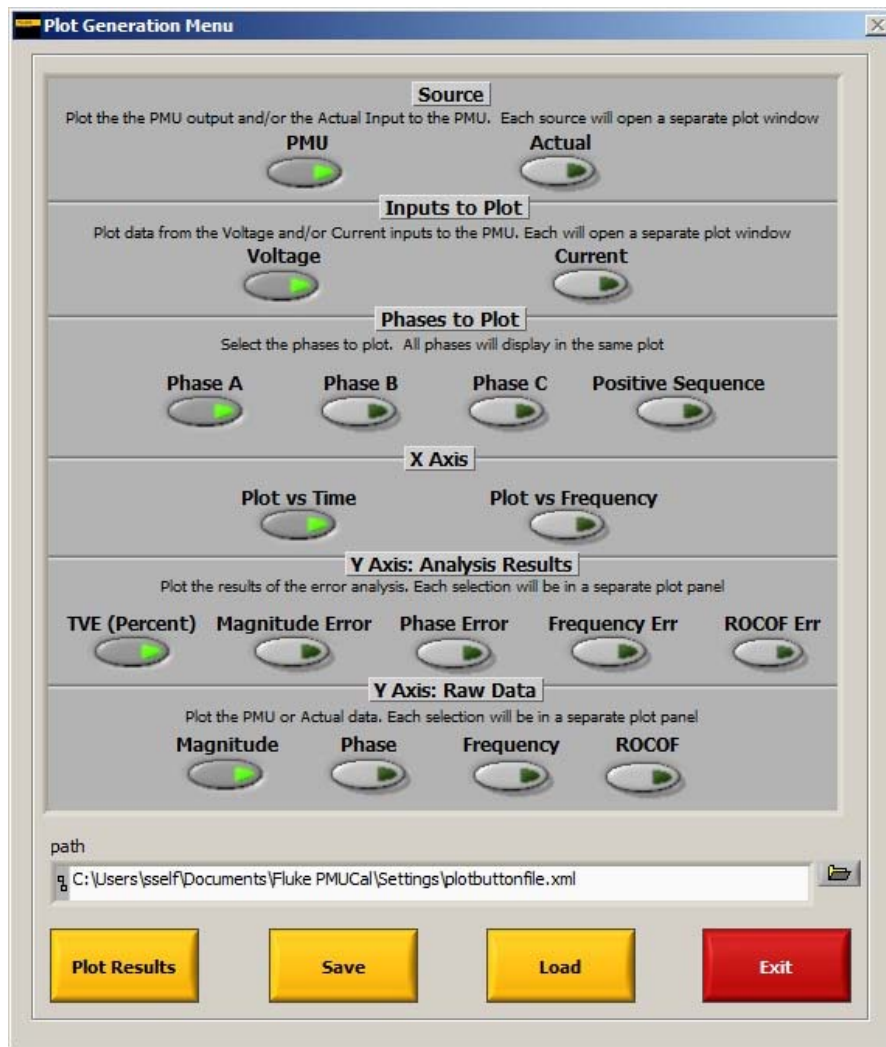 Plot Generation Menu
Source
Plot the the PMU output and/or the Actual Input to the PMU. Each source will open a separate plot window
PMU Actual
Inputs to Plot
Plot data from the Voltage and/or Current inputs to the PMU. Each will open a separate plot window
Voltage Current
Phases to Plot
Select the phases to plot. All phases will display in the same plot
Phase A Phase B Phase C Positive Sequence
X Axis
Plot vs Time Plot vs Frequency
Y Axis: Analysis Results
Plot the results of the error analysis. Each selection will be in a separate plot panel
TVE (Percent) Magnitude Error Phase Error Frequency Err ROCOF Err
Y Axis: Raw Data
Plot the PMU or Actual data. Each selection will be in a separate plot panel
Magnitude Phase Frequency ROCOF
path
C:\Users\sself\Documents\Fluke PMUCal\Settings\plotbuttonfile.xml
Plot Results Save Load Exit